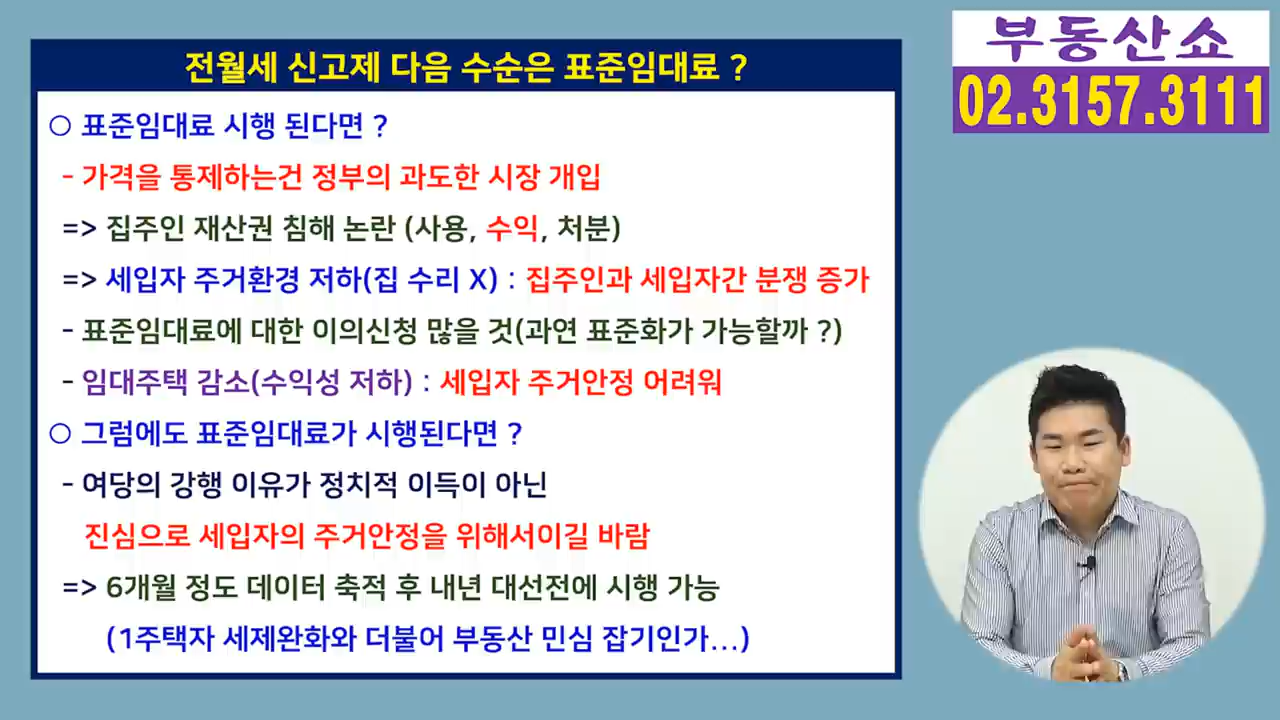 전월세 신고제 다음 수순은 표준임대료 ?
부동산쇼
02.3157.3111
○ 표준임대료 시행 된다면 ?
- 가격을 통제하는건 정부의 과도한 시장 개입
=> 집주인 재산권 침해 논란 (사용, 수익, 처분)
=> 세입자 주거환경 저하(집 수리 X) : 집주인과 세입자간 분쟁 증가
- 표준임대료에 대한 이의신청 많을 것(과연 표준화가 가능할까 ?)
- 임대주택 감소(수익성 저하) : 세입자 주거안정 어려워
○ 그럼에도 표준임대료가 시행된다면 ?
- 여당의 강행 이유가 정치적 이득이 아닌
진심으로 세입자의 주거안정을 위해서이길 바람
=> 6개월 정도 데이터 축적 후 내년 대선전에 시행 가능
(1주택자 세제완화와 더불어 부동산 민심 잡기인가...)